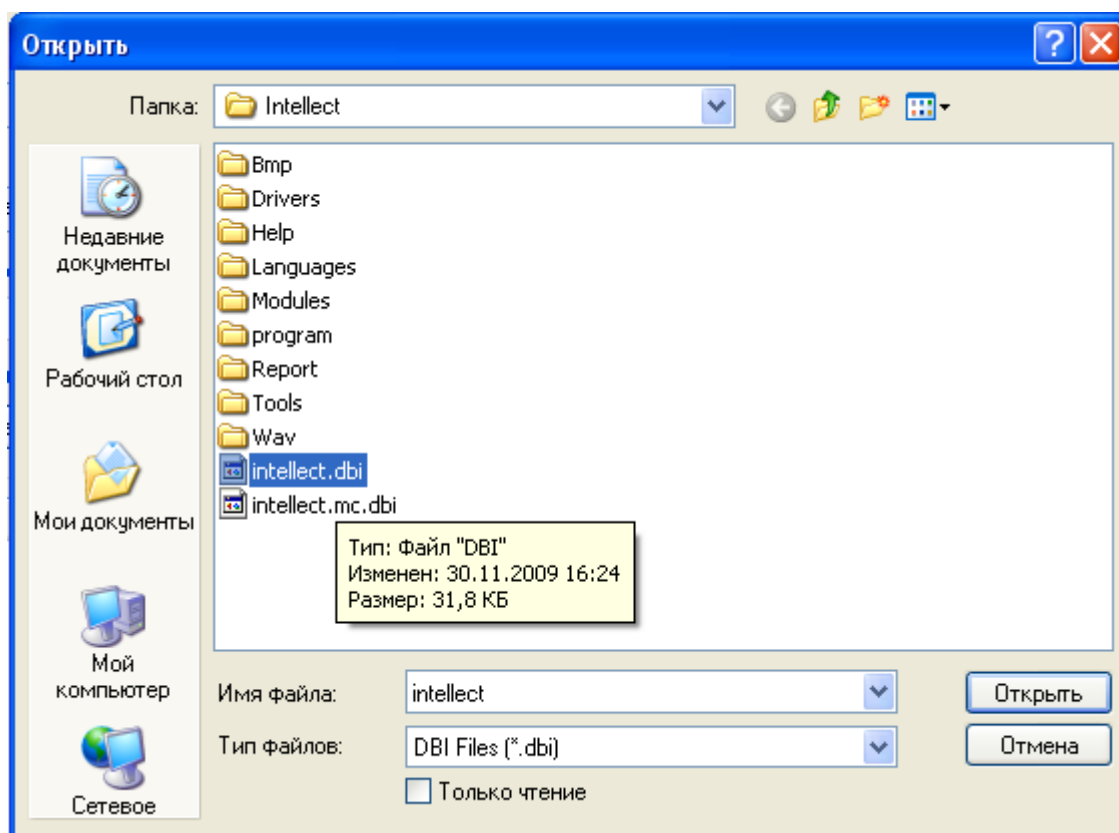 Открыть
Папка:
Intellect
Недавние
документы
Рабочий стол
Мои документы
Мой
компьютер
Сетевое
Bmp
Drivers
Help
Languages
Modules
program
Report
Tools
Wav
intellect.dbi
intellect.mc.dbi
Тип: Файл "DBI"
Изменен: 30.11.2009 16:24
Размер: 31,8 КБ
Имя файла:
intellect
Открыть
Тип файлов:
DBI Files (*.dbi)
Отмена
Только чтение